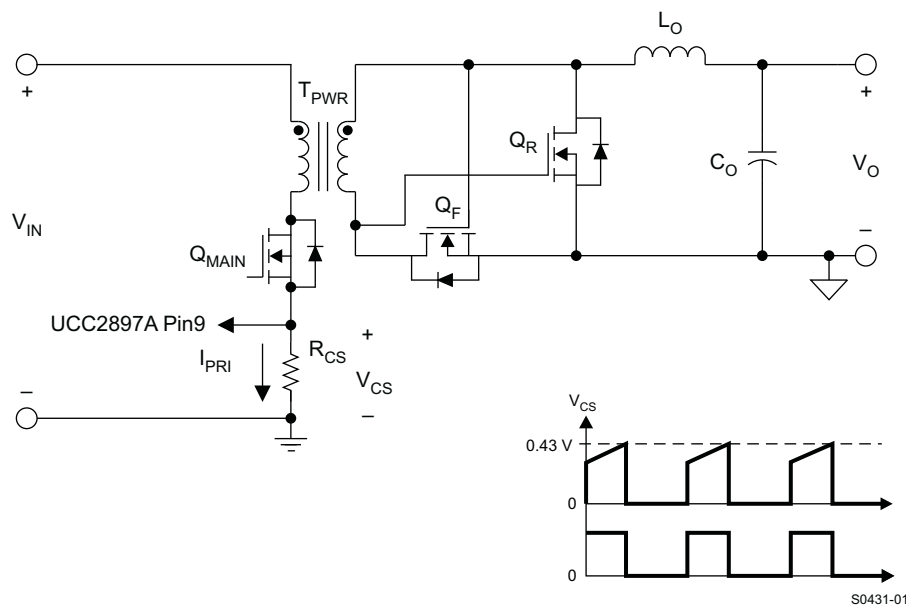 L_O
+
T_PWR
+
Q_R
C_O
V_O
Q_F
V_IN
Q_MAIN
–
UCC2897A Pin9
+
I_PRI
R_CS
V_CS
–
–
V_CS
0.43 V
0
0
S0431-01